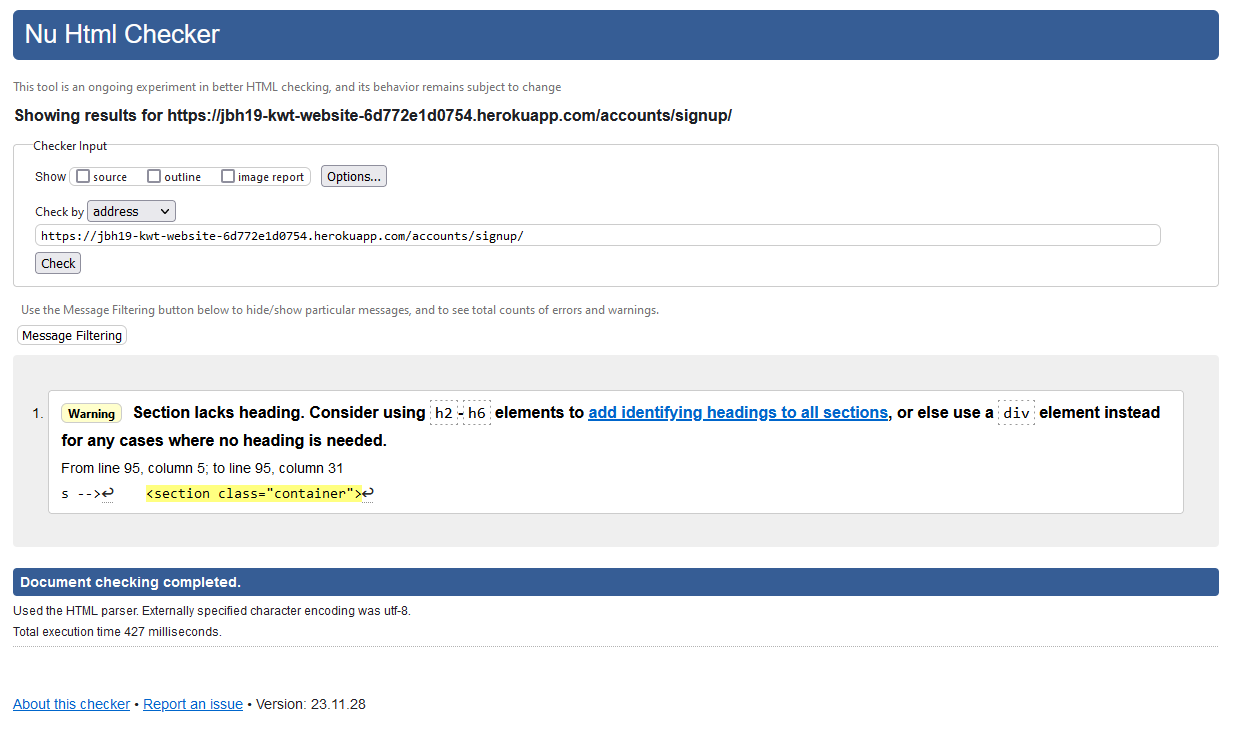 Nu Html Checker
This tool is an ongoing experiment in better HTML checking, and its behavior remains subject to change
Showing results for https://jbh19-kwt-website-6d772e1d0754.herokuapp.com/accounts/signup/
Checker Input
Show source outline image report Options...
Check by address
https://jbh19-kwt-website-6d772e1d0754.herokuapp.com/accounts/signup/
Check
Use the Message Filtering button below to hide/show particular messages, and to see total counts of errors and warnings.
Message Filtering
1. Warning Section lacks heading. Consider using h2-h6 elements to add identifying headings to all sections, or else use a div element instead
for any cases where no heading is needed.
From line 95, column 5; to line 95, column 31
s -->↩ <section class="container">↩
Document checking completed.
Used the HTML parser. Externally specified character encoding was utf-8.
Total execution time 427 milliseconds.
About this checker • Report an issue • Version: 23.11.28